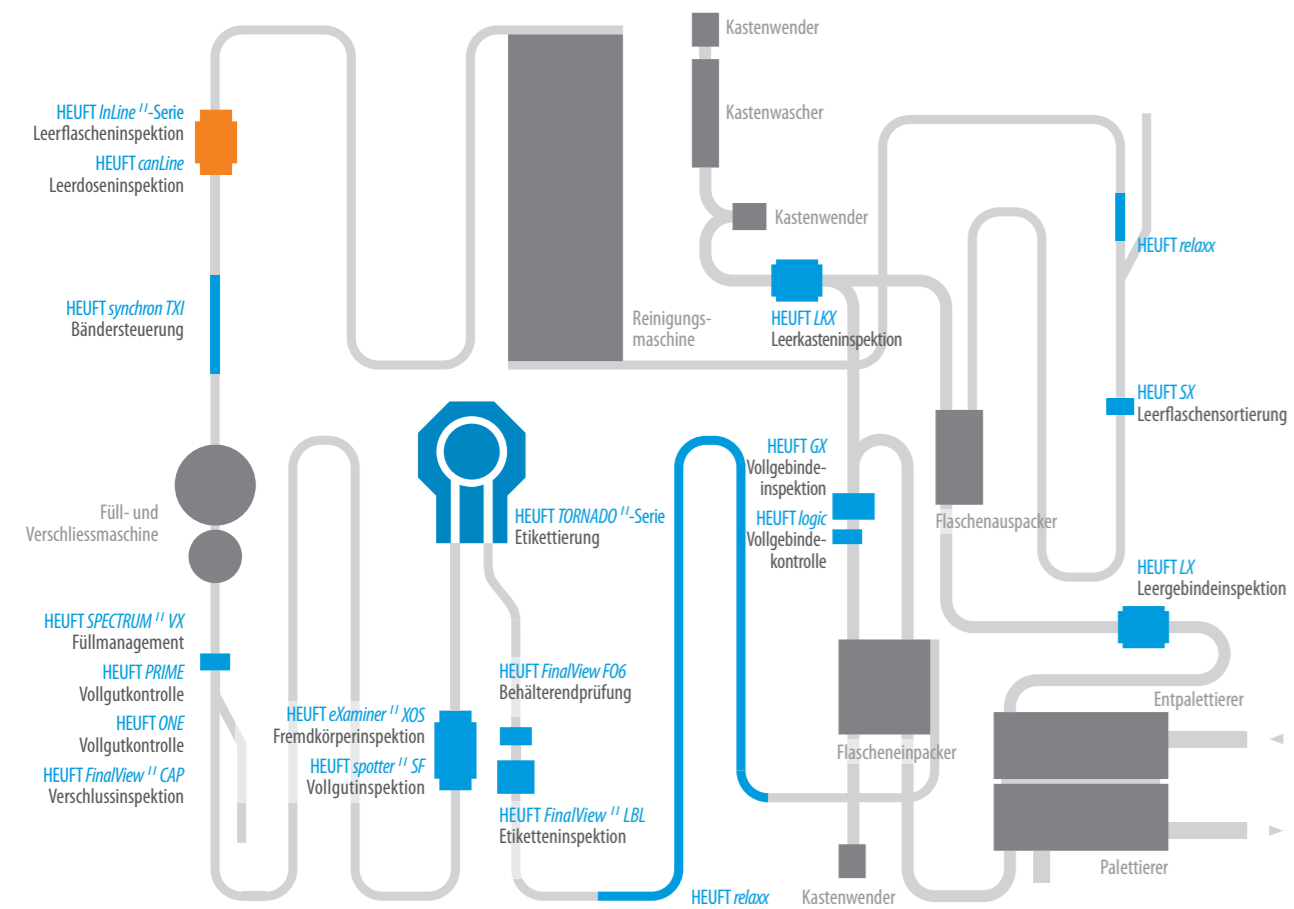 Kastenwender
HEUFT InLine II-Serie
Leerflascheninspektion
HEUFT canLine
Leerdoseninspektion
Kastenwascher
Kastenwender
HEUFT relaxx
HEUFT synchron TXI
Bändersteuerung
Reinigungs-
maschine
HEUFT LKX
Leerkasteninspektion
HEUFT SX
Leerflaschensortierung
HEUFT GX
Vollgebinde-
inspektion
HEUFT logic
Vollgebinde-
kontrolle
Füll- und
Verschliessmaschine
HEUFT TORNADO II-Serie
Etikettierung
Flaschenauspacker
HEUFT LX
Leergebindeinspektion
HEUFT SPECTRUM II VX
Füllmanagement
HEUFT PRIME
Vollgutkontrolle
HEUFT ONE
Vollgutkontrolle
HEUFT FinalView II CAP
Verschlussinspektion
HEUFT eXaminer II XOS
Fremdkörperinspektion
HEUFT spotter II SF
Vollgutinspektion
HEUFT FinalView FO6
Behälterendprüfung
HEUFT FinalView II LBL
Etiketteninspektion
Flascheneinpacker
Entpalettierer
Palettierer
HEUFT relaxx
Kastenwender